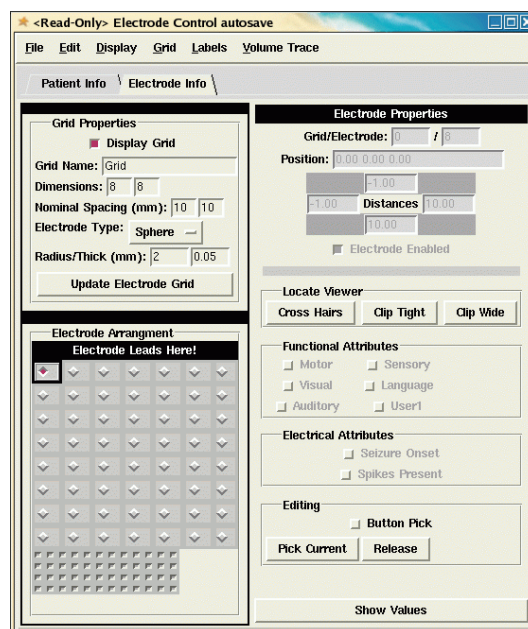 <Read-Only> Electrode Control autosave
File Edit Display Grid Labels Volume Trace
Patient Info Electrode Info
Grid Properties
Display Grid
Grid Name: Grid
Dimensions: 8 8
Nominal Spacing (mm): 10 10
Electrode Type: Sphere
Radius/Thick (mm): 2 0.05
Update Electrode Grid
Electrode Arrangment
Electrode Leads Here!
Electrode Properties
Grid/Electrode: 0 / 8
Position: 0.00 0.00 0.00
-1.00
-1.00 Distances 10.00
10.00
Electrode Enabled
Locate Viewer
Cross Hairs Clip Tight Clip Wide
Functional Attributes
Motor Sensory
Visual Language
Auditory User1
Electrical Attributes
Seizure Onset
Spikes Present
Editing
Button Pick
Pick Current Release
Show Values